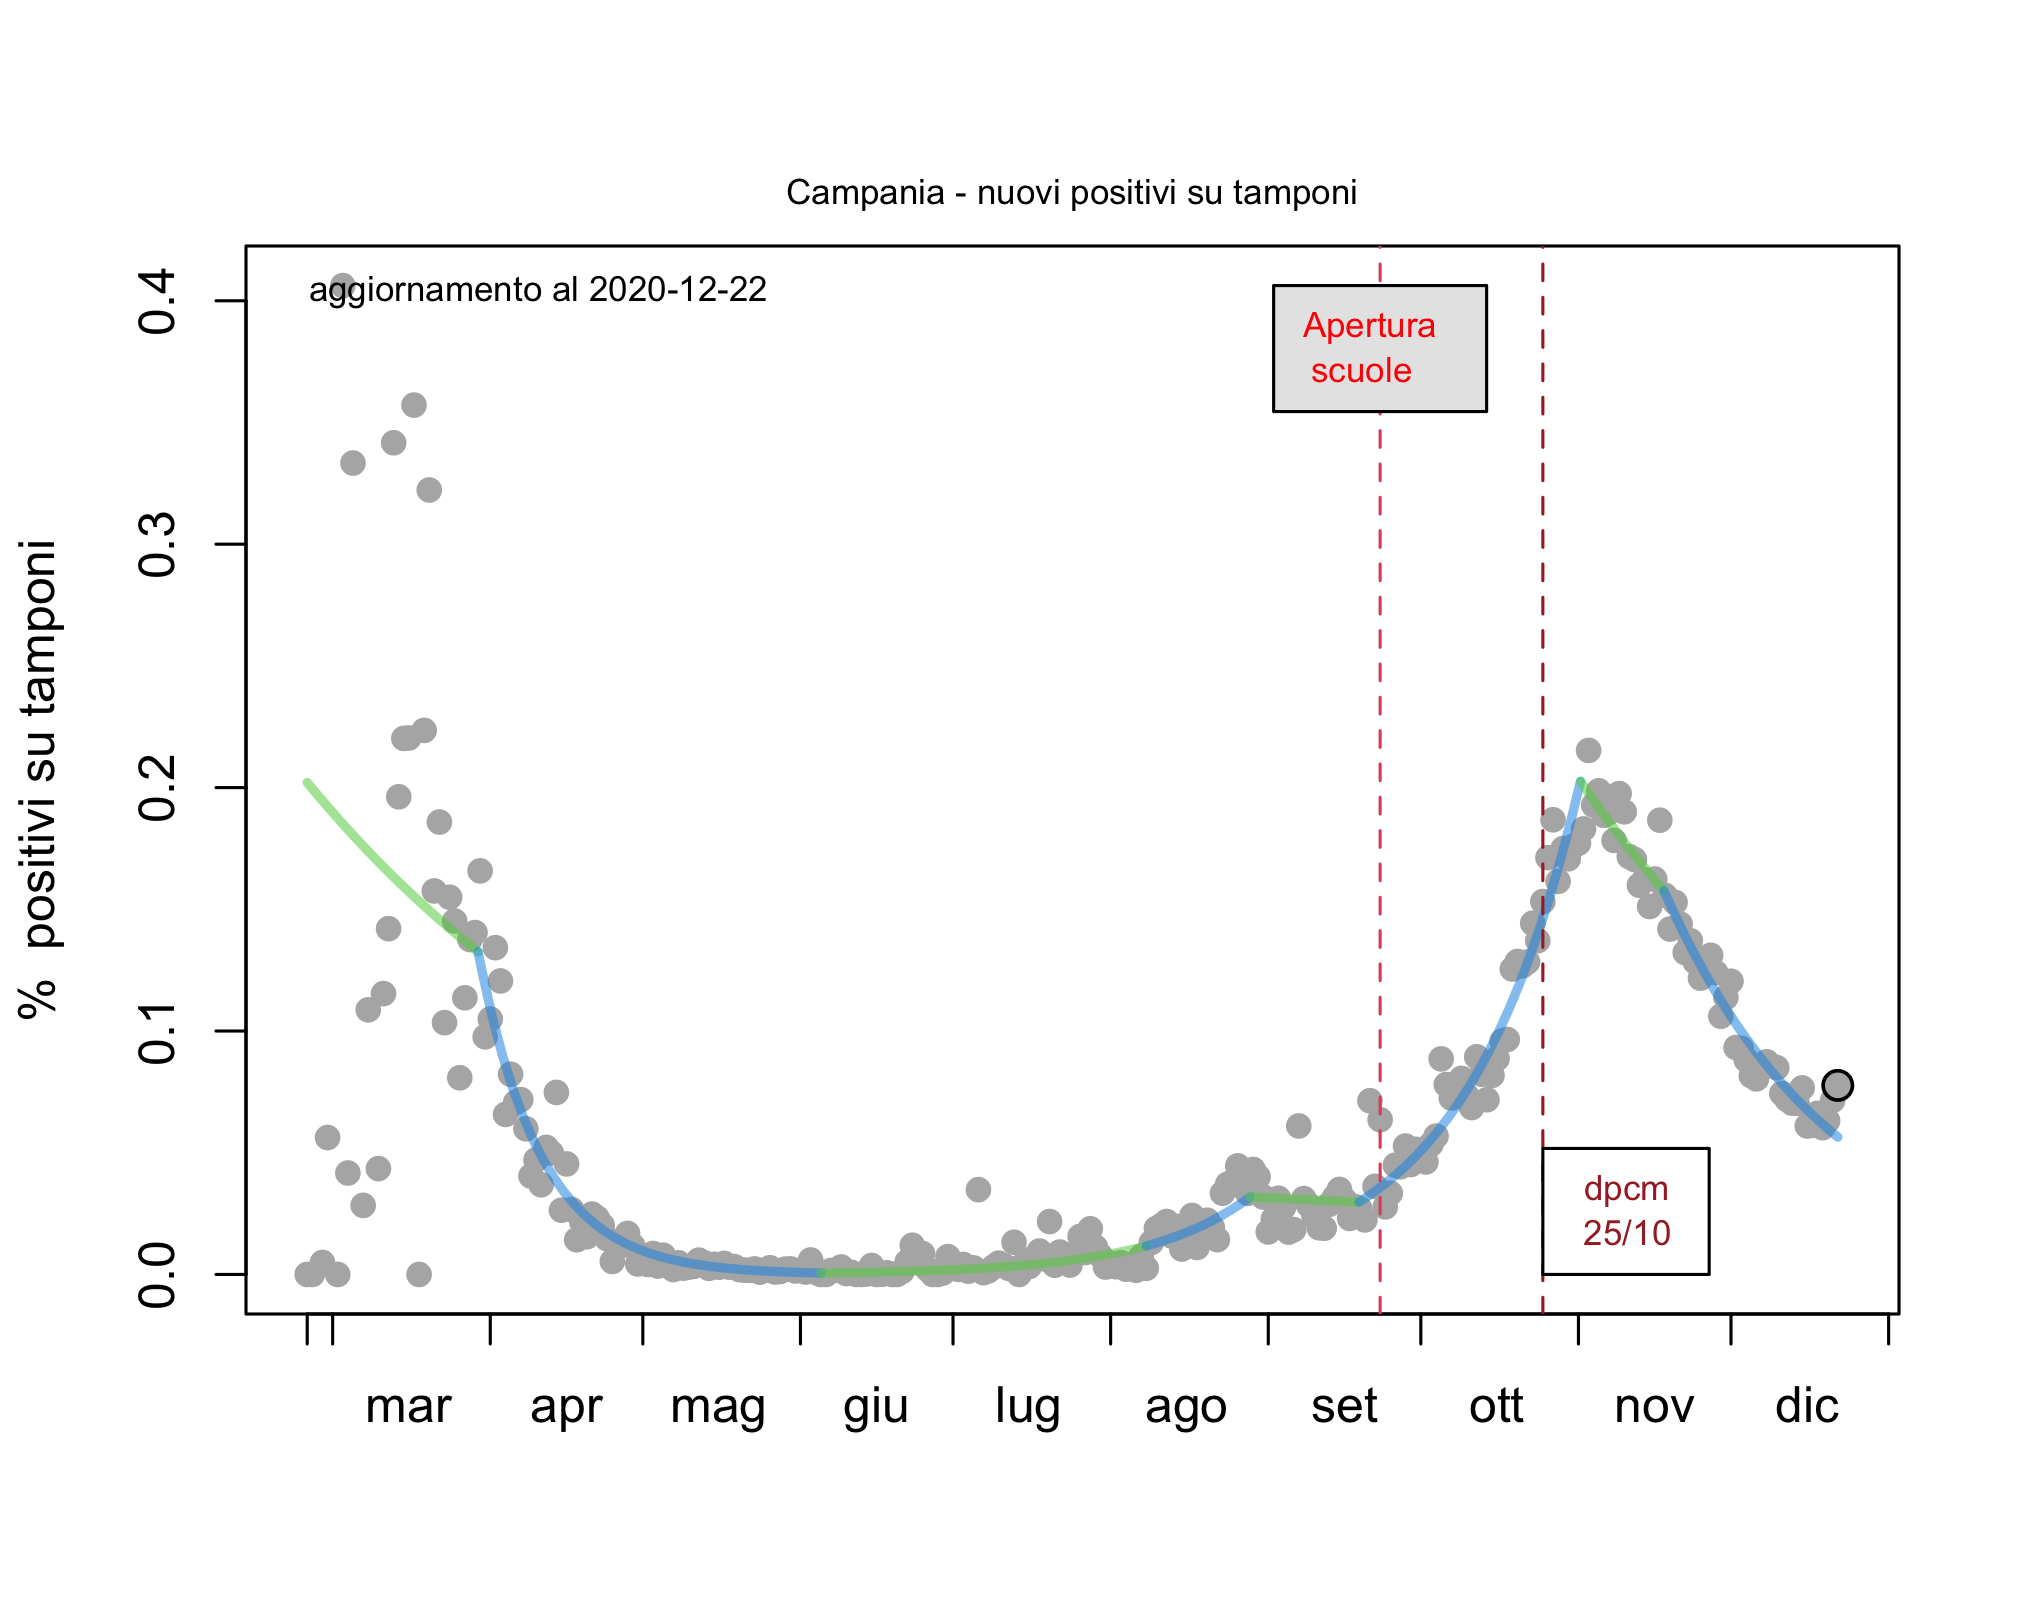 Campania - nuovi positivi su tamponi
aggiornamento al 2020-12-22
Apertura
scuole
dpcm
25/10
% positivi su tamponi
0.4
0.3
0.2
0.1
0.0
mar apr mag giu lug ago set ott nov dic